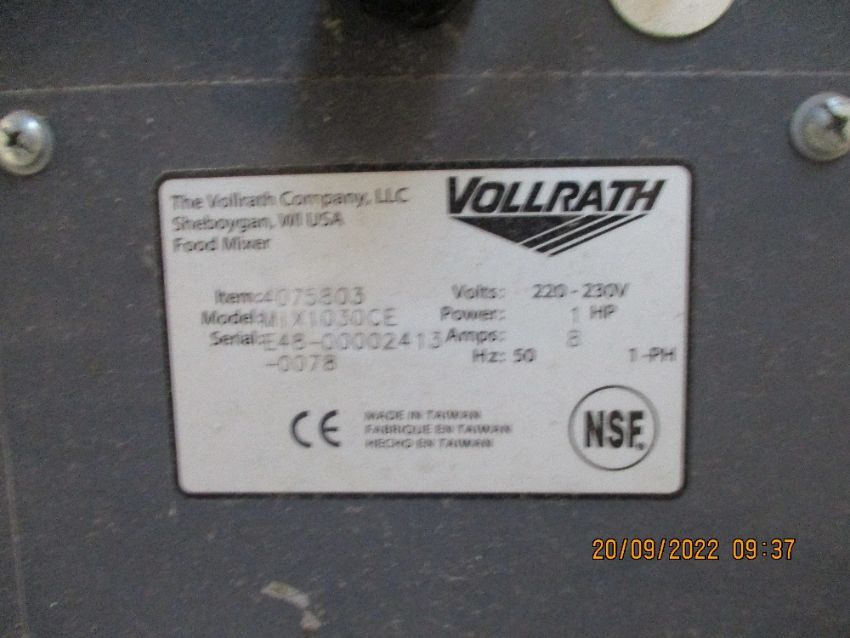 The Vollrath Company, LLC
Sheboygan, WI USA
Food Mixer
VOLLRATH
Item: 4075803
Model: MIX1030CE
Serial: E48-00002413
-0078
Volts: 220 - 230V
Power: 1 HP
Amps: 8
Hz: 50 1-PH
CE
MADE IN TAIWAN
FABRIQUE EN TAIWAN
HECHO EN TAIWAN
NSF®
20/09/2022 09:37